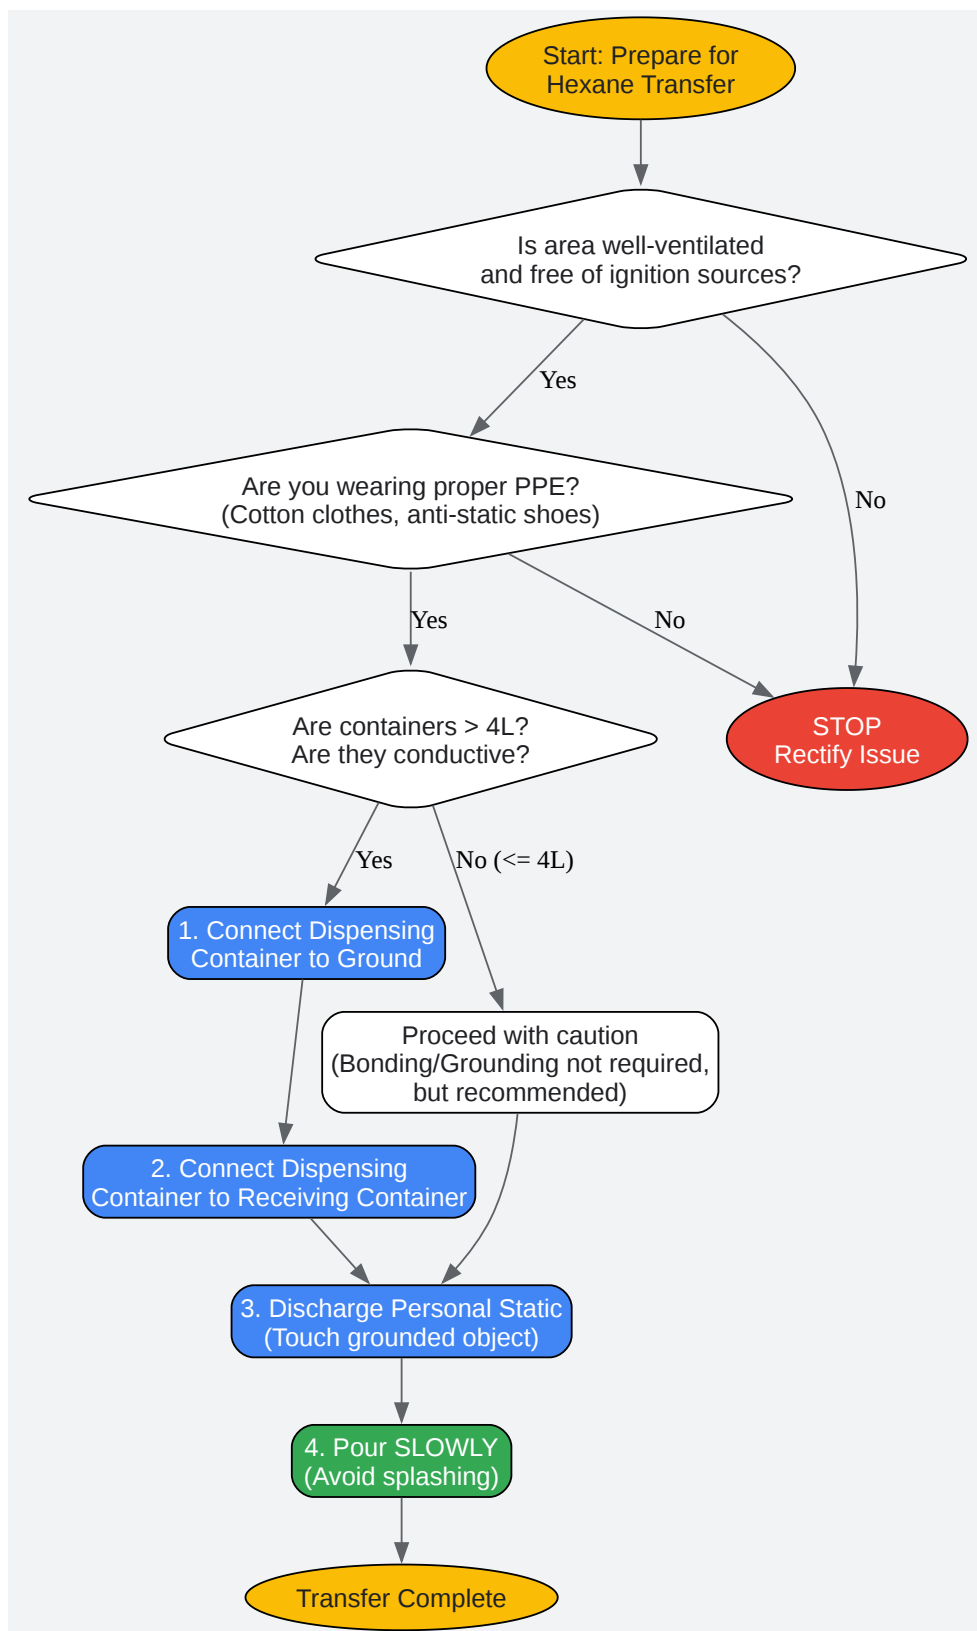 Start: Prepare for
Hexane Transfer
Is area well-ventilated
and free of ignition sources?
Yes
No
Are you wearing proper PPE?
(Cotton clothes, anti-static shoes)
Yes
No
Are containers > 4L?
Are they conductive?
STOP
Rectify Issue
Yes
No (<= 4L)
1. Connect Dispensing
Container to Ground
Proceed with caution
(Bonding/Grounding not required,
but recommended)
2. Connect Dispensing
Container to Receiving Container
3. Discharge Personal Static
(Touch grounded object)
4. Pour SLOWLY
(Avoid splashing)
Transfer Complete